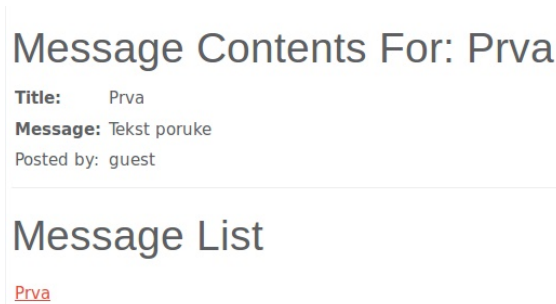 Message Contents For: Prva
Title: Prva
Message: Tekst poruke
Posted by: guest
Message List
Prva